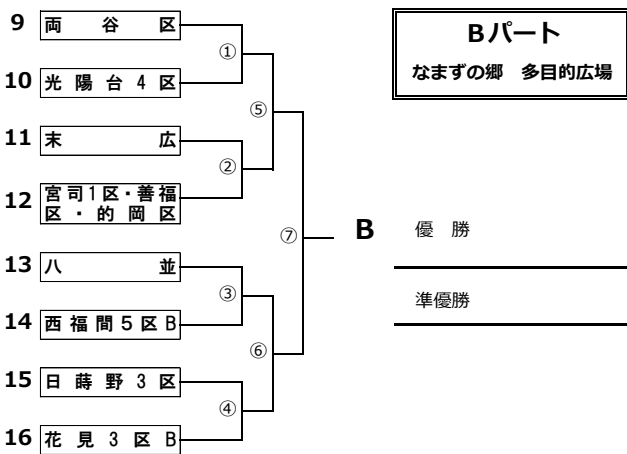 9 両谷区
①
10 光陽台4区
⑤
11 末広
②
12 宮司1区・善福
区・的岡区
⑦
B
13 八並
③
14 西福間5区B
⑥
15 日蒔野3区
④
16 花見3区B
Bパート
なまずの郷 多目的広場
優勝
準優勝